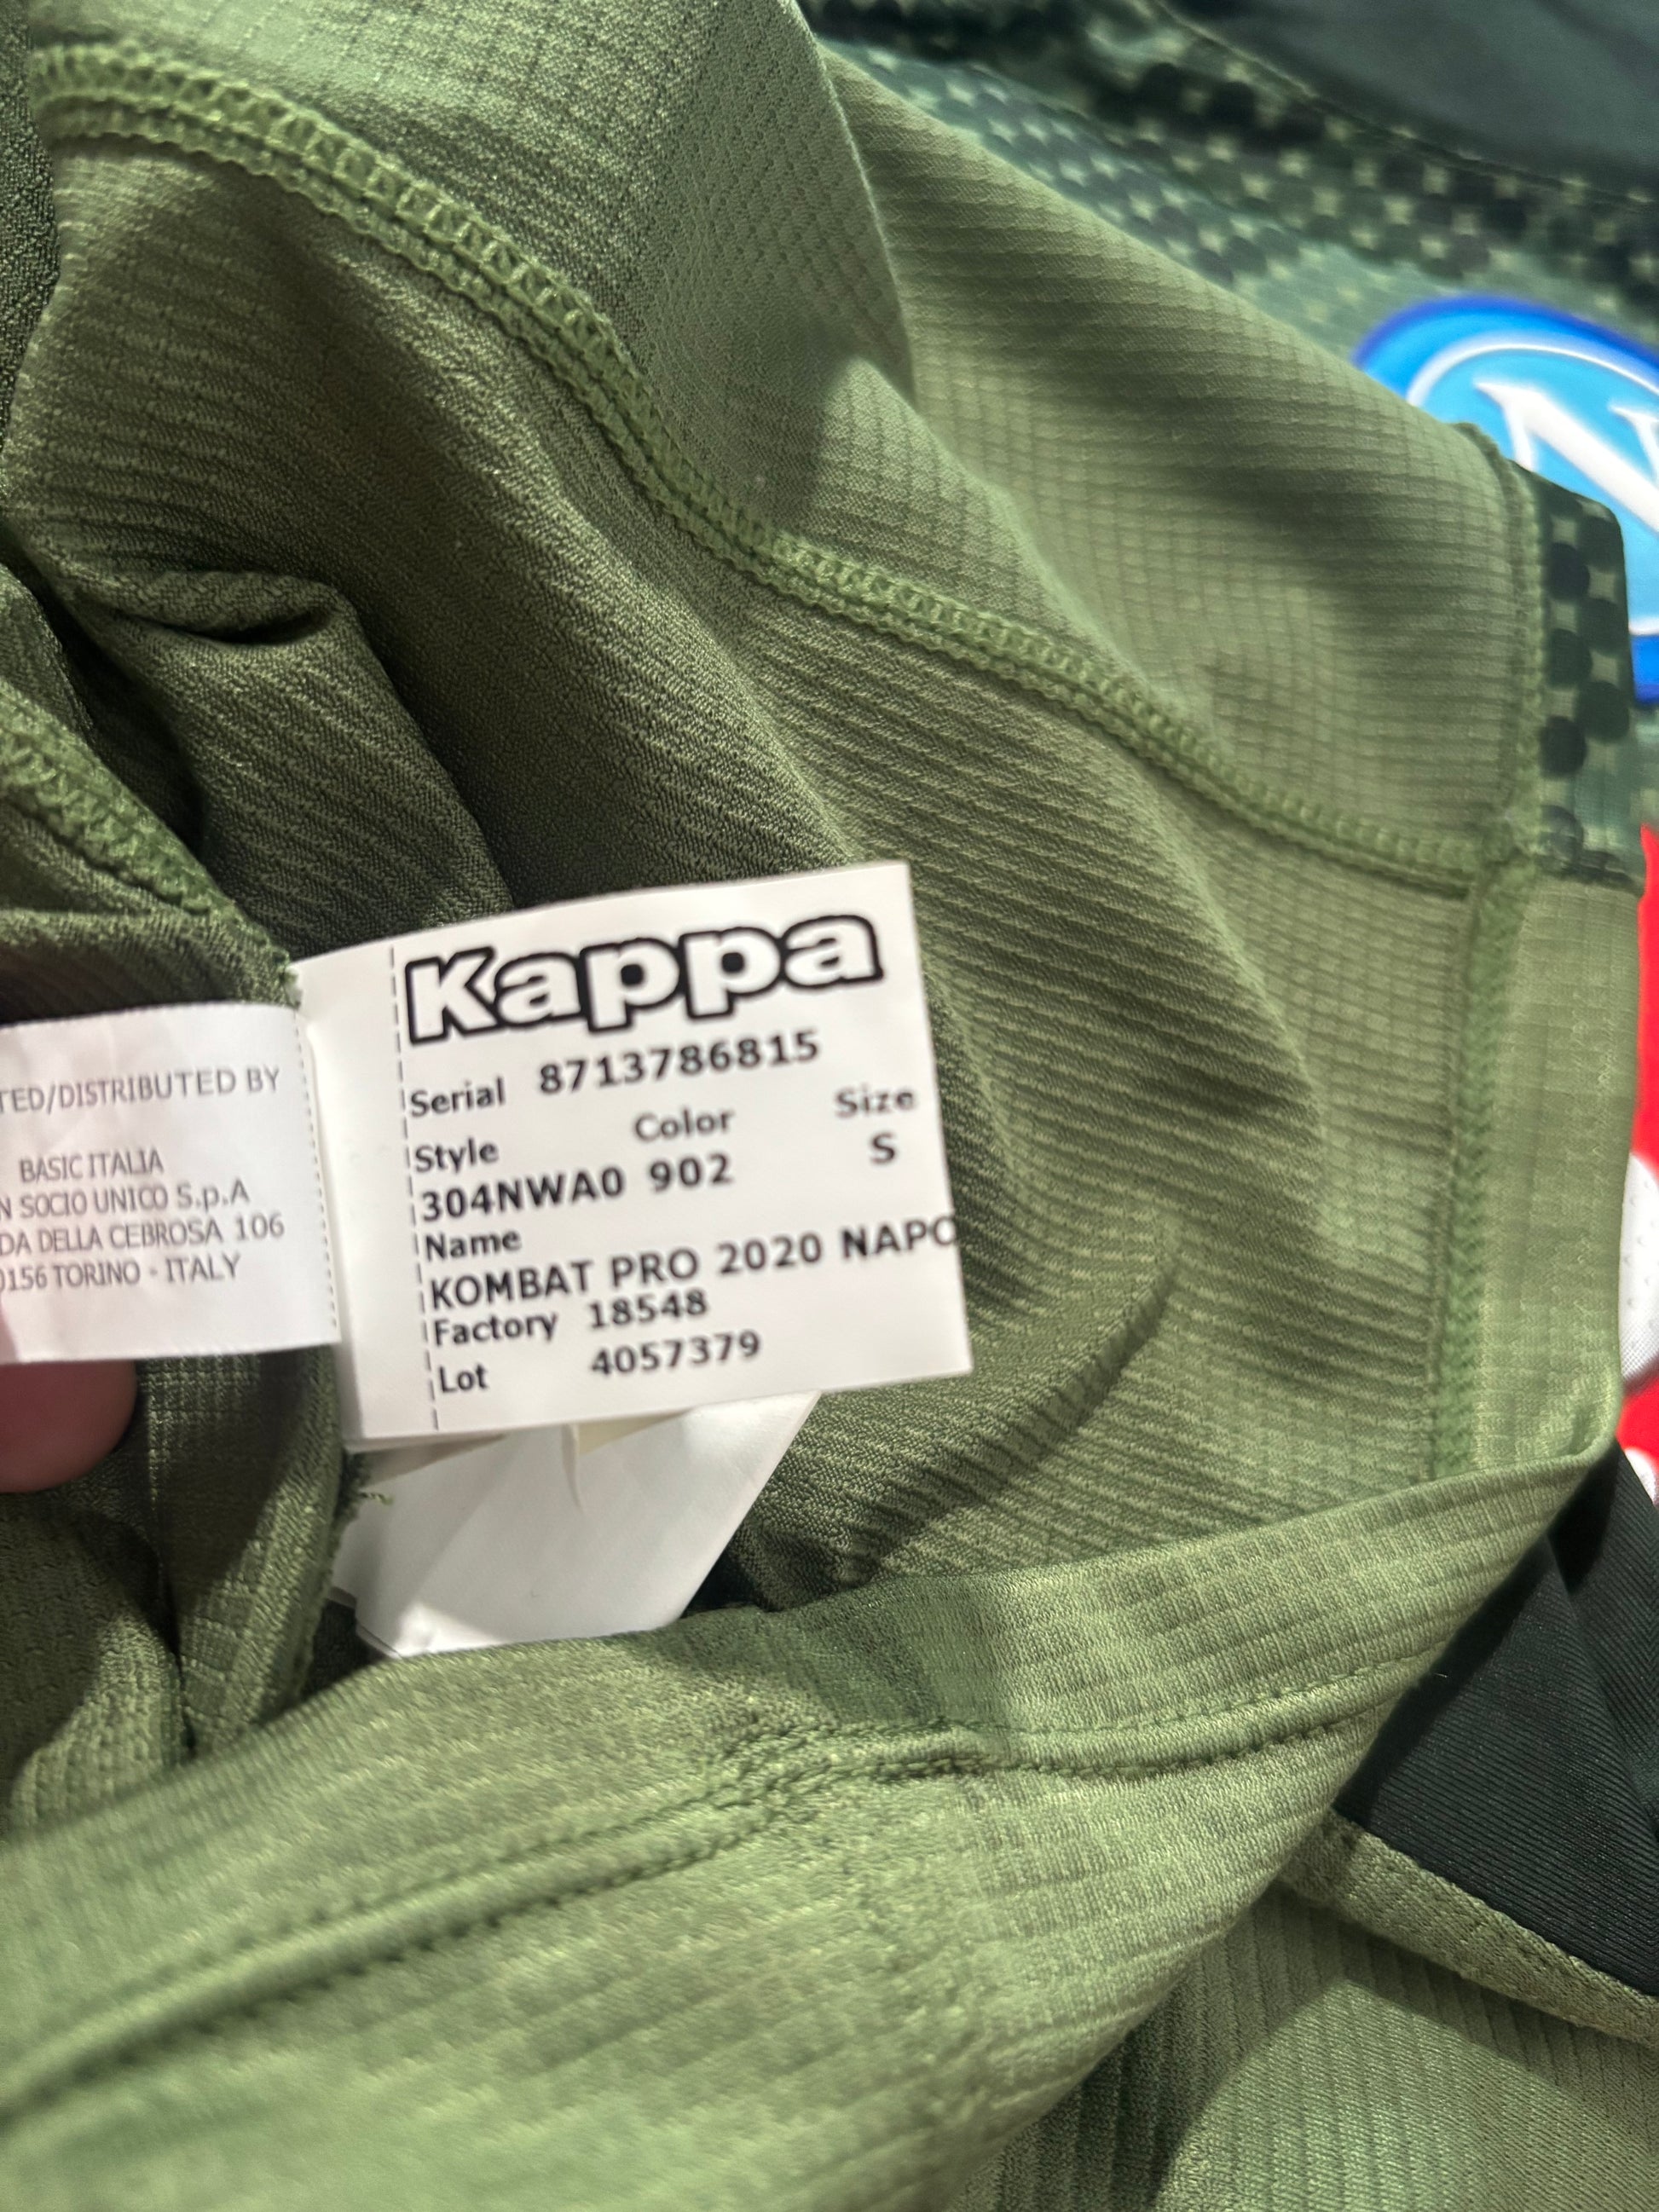 TED/DISTRIBUTED BY
BASIC ITALIA
N SOCIO UNICO S.p.A
DA DELLA CEBROSA 106
0156 TORINO - ITALY
Kappa
Serial 8713786815
Style Color Size
304NWA0 902 S
Name
KOMBAT PRO 2020 NAPO
Factory 18548
Lot 4057379
N